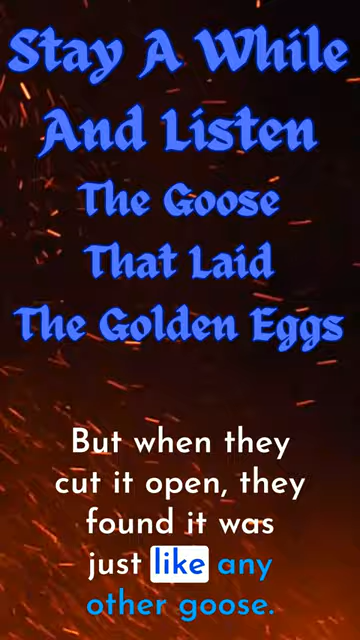 Stay A While
And Listen
The Goose
That Laid
The Golden Eggs
But when they
cut it open, they
found it was
just like any
other goose.